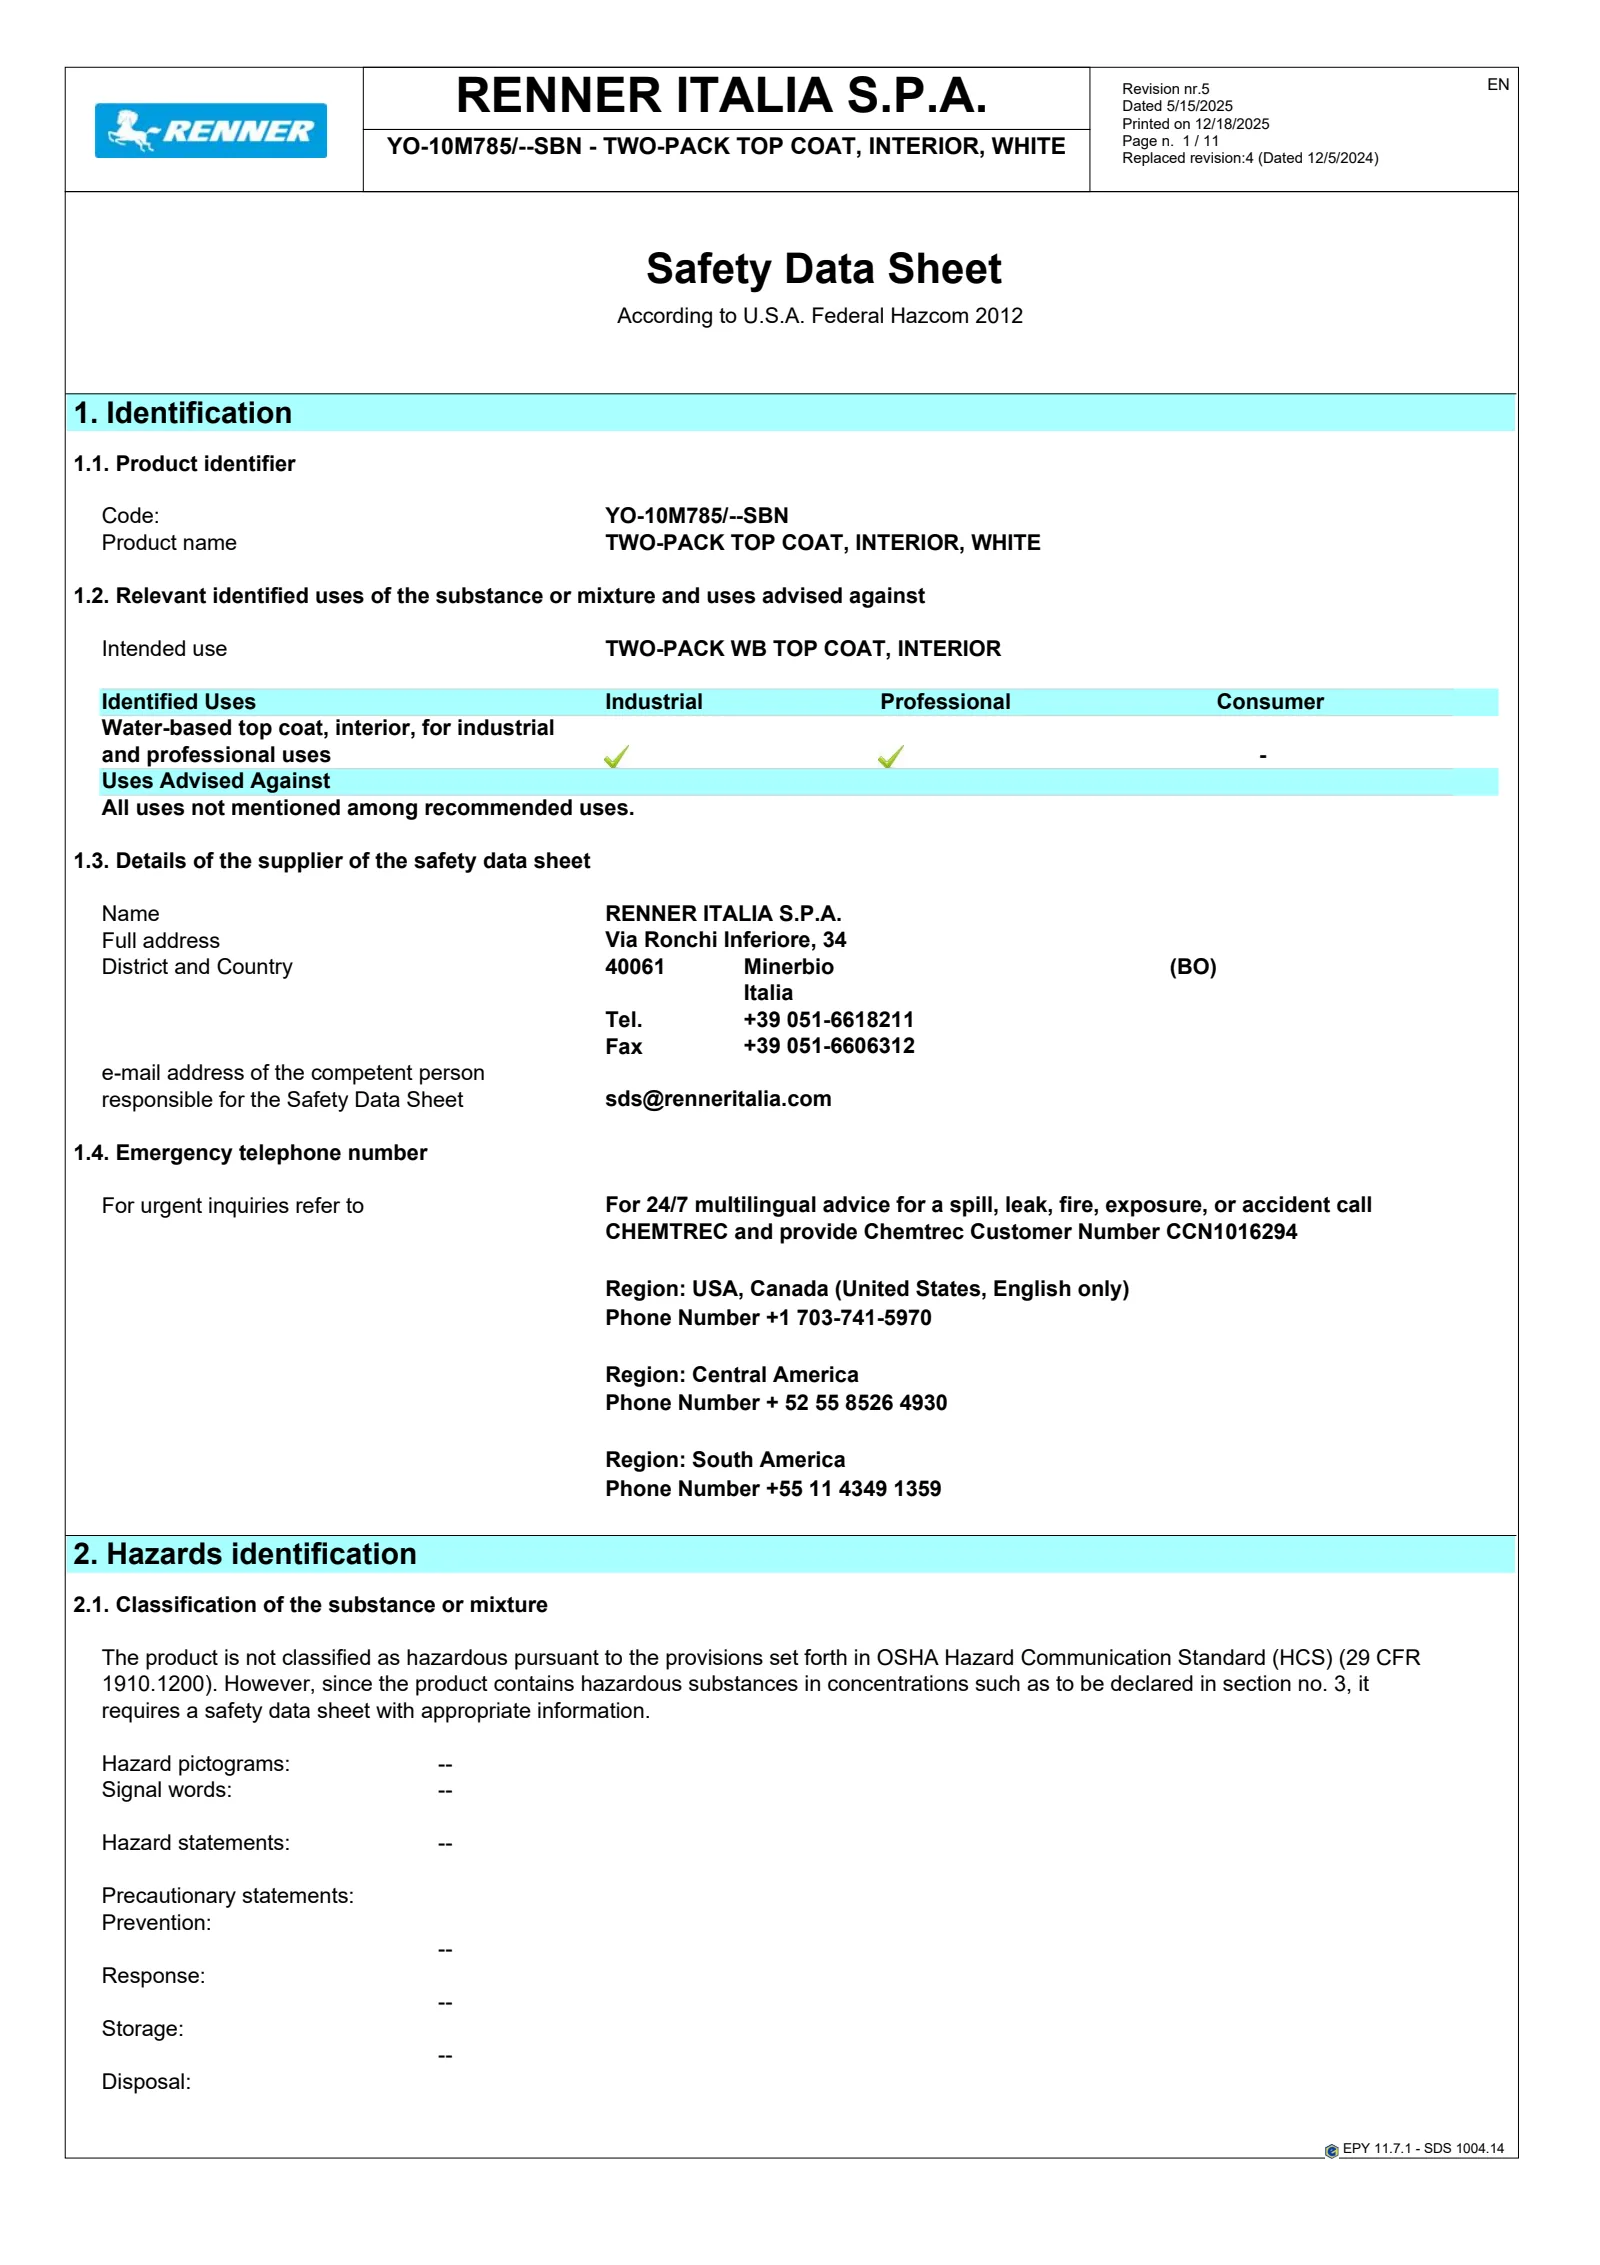 RENNER
RENNER ITALIA S.P.A.
YO-10M785/--SBN - TWO-PACK TOP COAT, INTERIOR, WHITE
Revision nr.5
Dated 5/15/2025
Printed on 12/18/2025
Page n. 1 / 11
Replaced revision:4 (Dated 12/5/2024)
EN
Safety Data Sheet
According to U.S.A. Federal Hazcom 2012
1. Identification
1.1. Product identifier
Code: YO-10M785/--SBN
Product name TWO-PACK TOP COAT, INTERIOR, WHITE
1.2. Relevant identified uses of the substance or mixture and uses advised against
Intended use TWO-PACK WB TOP COAT, INTERIOR
Identified Uses Industrial Professional Consumer
Water-based top coat, interior, for industrial
and professional uses -
Uses Advised Against
All uses not mentioned among recommended uses.
1.3. Details of the supplier of the safety data sheet
Name RENNER ITALIA S.P.A.
Full address Via Ronchi Inferiore, 34
District and Country 40061 Minerbio (BO)
Italia
Tel. +39 051-6618211
Fax +39 051-6606312
e-mail address of the competent person
responsible for the Safety Data Sheet sds@renneritalia.com
1.4. Emergency telephone number
For urgent inquiries refer to For 24/7 multilingual advice for a spill, leak, fire, exposure, or accident call
CHEMTREC and provide Chemtrec Customer Number CCN1016294
Region: USA, Canada (United States, English only)
Phone Number +1 703-741-5970
Region: Central America
Phone Number + 52 55 8526 4930
Region: South America
Phone Number +55 11 4349 1359
2. Hazards identification
2.1. Classification of the substance or mixture
The product is not classified as hazardous pursuant to the provisions set forth in OSHA Hazard Communication Standard (HCS) (29 CFR
1910.1200). However, since the product contains hazardous substances in concentrations such as to be declared in section no. 3, it
requires a safety data sheet with appropriate information.
Hazard pictograms: --
Signal words: --
Hazard statements: --
Precautionary statements:
Prevention:
--
Response:
--
Storage:
--
Disposal:
EPY 11.7.1 - SDS 1004.14